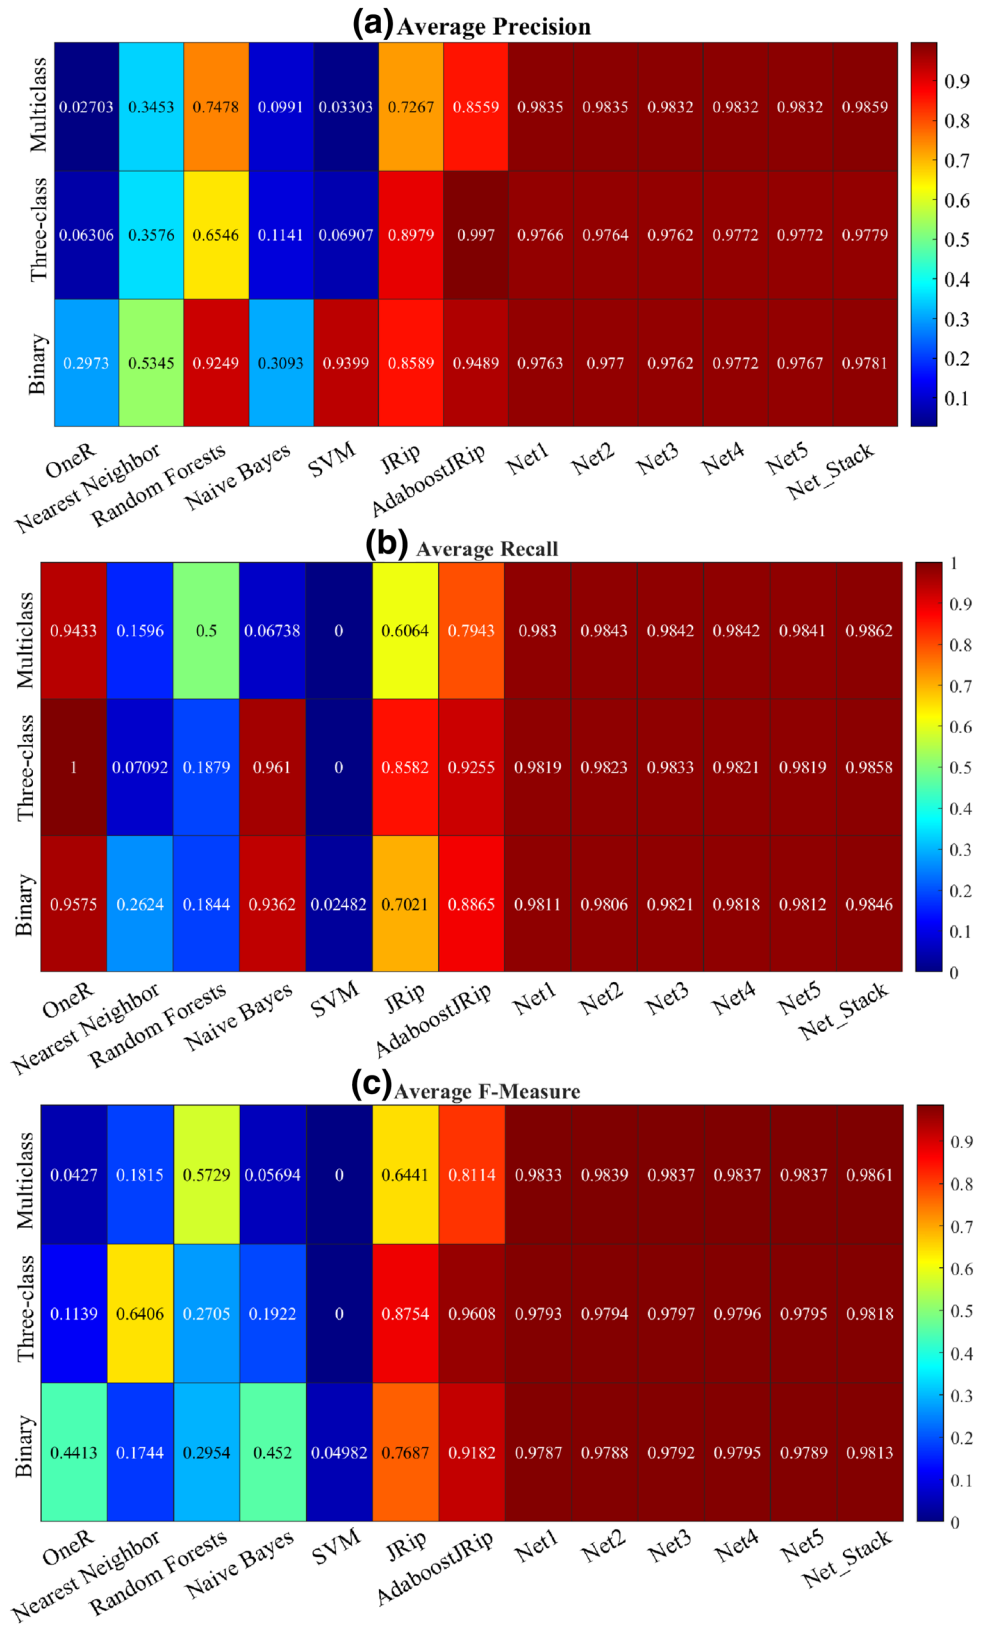 (a) Average Precision
Multiclass 0.02703 0.3453 0.7478 0.0991 0.03303 0.7267 0.8559 0.9835 0.9835 0.9832 0.9832 0.9832 0.9859
Three-class 0.06306 0.3576 0.6546 0.1141 0.06907 0.8979 0.997 0.9766 0.9764 0.9762 0.9772 0.9772 0.9779
Binary 0.2973 0.5345 0.9249 0.3093 0.9399 0.8589 0.9489 0.9763 0.977 0.9762 0.9772 0.9767 0.9781
OneR Nearest Neighbor Random Forests Naive Bayes SVM JRip AdaboostJRip Net1 Net2 Net3 Net4 Net5 Net_Stack
0.9
0.8
0.7
0.6
0.5
0.4
0.3
0.2
0.1
(b) Average Recall
Multiclass 0.9433 0.1596 0.5 0.06738 0 0.6064 0.7943 0.983 0.9843 0.9842 0.9842 0.9841 0.9862
Three-class 1 0.07092 0.1879 0.961 0 0.8582 0.9255 0.9819 0.9823 0.9833 0.9821 0.9819 0.9858
Binary 0.9575 0.2624 0.1844 0.9362 0.02482 0.7021 0.8865 0.9811 0.9806 0.9821 0.9818 0.9812 0.9846
OneR Nearest Neighbor Random Forests Naive Bayes SVM JRip AdaboostJRip Net1 Net2 Net3 Net4 Net5 Net_Stack
1
0.9
0.8
0.7
0.6
0.5
0.4
0.3
0.2
0.1
0
(c) Average F-Measure
Multiclass 0.0427 0.1815 0.5729 0.05694 0 0.6441 0.8114 0.9833 0.9839 0.9837 0.9837 0.9837 0.9861
Three-class 0.1139 0.6406 0.2705 0.1922 0 0.8754 0.9608 0.9793 0.9794 0.9797 0.9796 0.9795 0.9818
Binary 0.4413 0.1744 0.2954 0.452 0.04982 0.7687 0.9182 0.9787 0.9788 0.9792 0.9795 0.9789 0.9813
OneR Nearest Neighbor Random Forests Naive Bayes SVM JRip AdaboostJRip Net1 Net2 Net3 Net4 Net5 Net_Stack
0.9
0.8
0.7
0.6
0.5
0.4
0.3
0.2
0.1
0